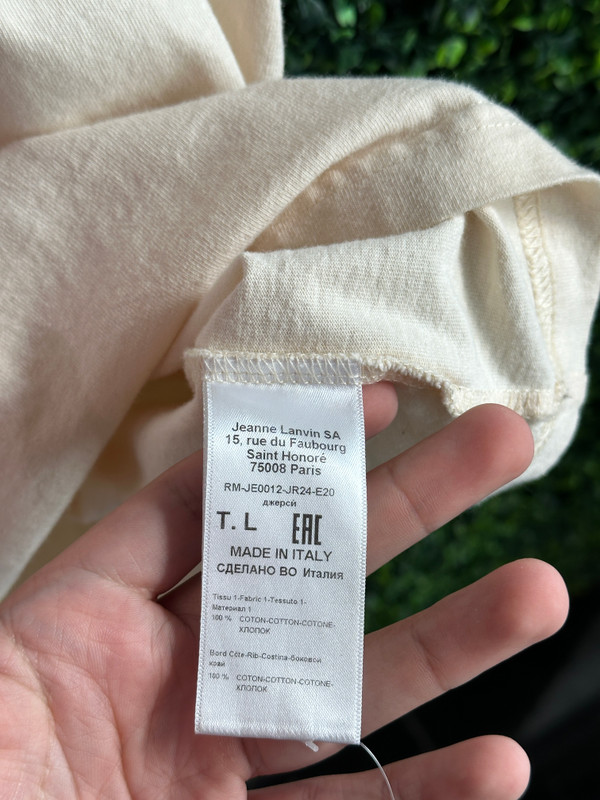 Jeanne Lanvin SA
15, rue du Faubourg
Saint Honoré
75008 Paris
RM-JE0012-JR24-E20
джерси
T. L EAC
MADE IN ITALY
СДЕЛАНО ВО Италия
Tissu 1-Fabric 1-Tessuto 1-
Материал 1
100 % COTON-COTTON-COTONE-
ХЛОПОК
Bord Côte-Rib-Costina-боковой
край
100 % COTON-COTTON-COTONE-
ХЛОПОК